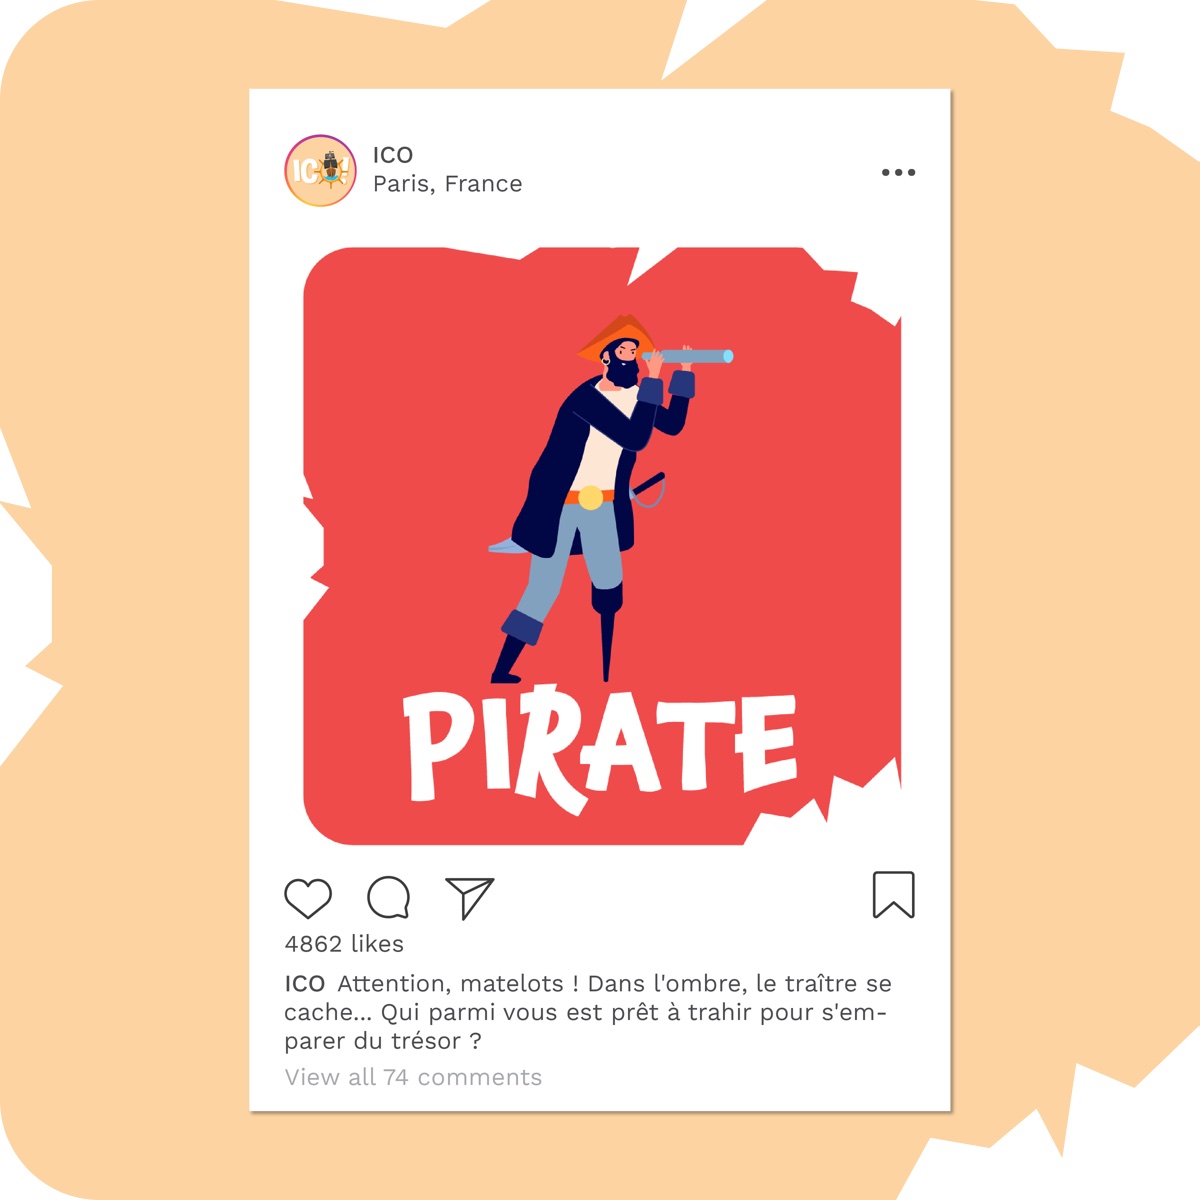 ICO!
ICO
Paris, France
PIRATE
4862 likes
ICO Attention, matelots ! Dans l'ombre, le traître se
cache... Qui parmi vous est prêt à trahir pour s'em-
parer du trésor ?
View all 74 comments